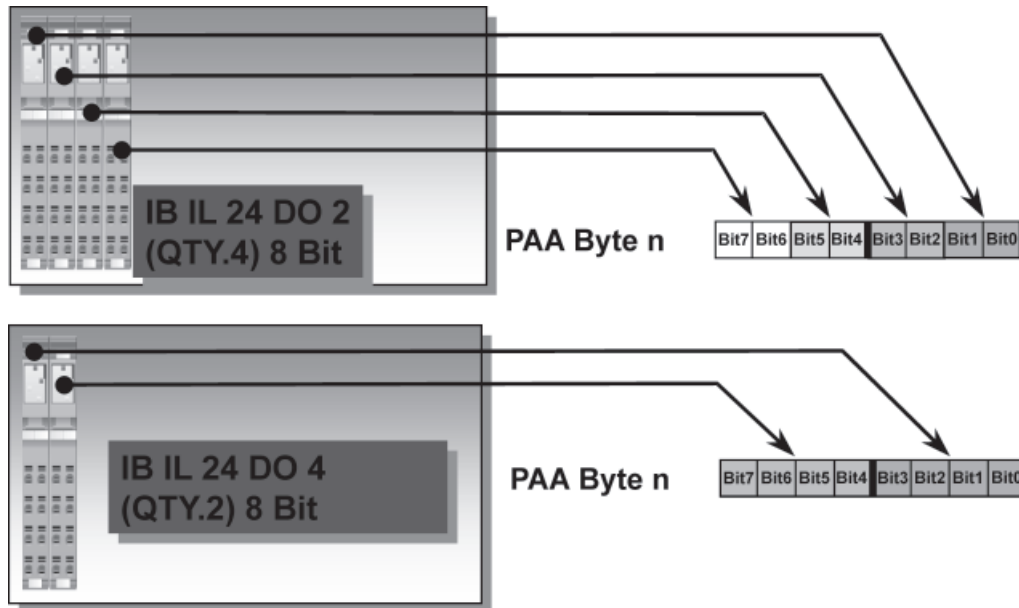 IB IL 24 DO 2
(QTY.4) 8 Bit
PAA Byte n
Bit7 Bit6 Bit5 Bit4 Bit3 Bit2 Bit1 Bit0
IB IL 24 DO 4
(QTY.2) 8 Bit
PAA Byte n
Bit7 Bit6 Bit5 Bit4 Bit3 Bit2 Bit1 Bit0